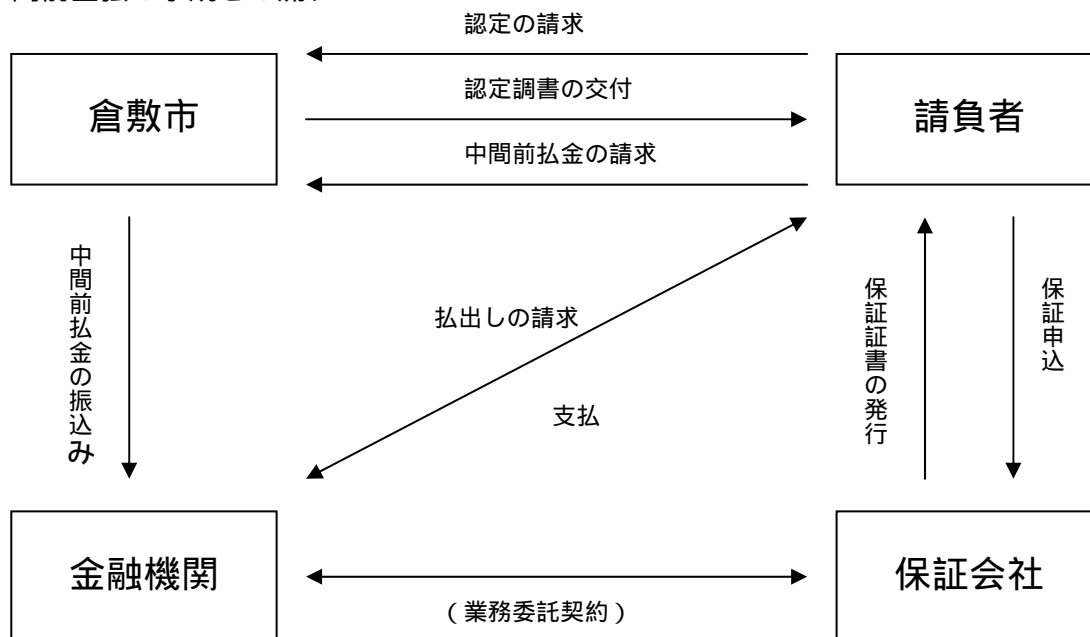 認定の請求
倉敷市
認定調書の交付
請負者
中間前払金の請求
中間前払金の振込み
払出しの請求
支払
保証証書の発行
保証申込
金融機関
(業務委託契約)
保証会社